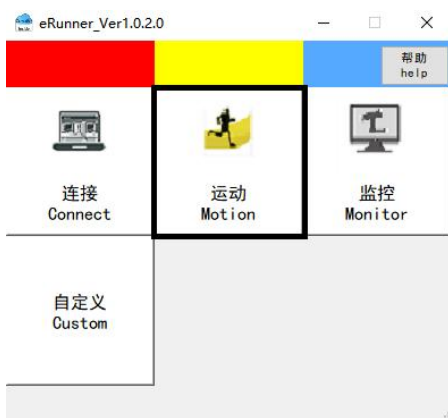 eRunner_Ver1.0.2.0
帮助
help
连接
Connect
运动
Motion
监控
Monitor
自定义
Custom